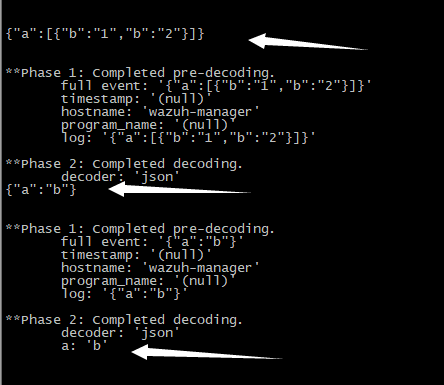 {"a":[{"b":"1","b":"2"}]}
**Phase 1: Completed pre-decoding.
full event: '{"a":[{"b":"1","b":"2"}]}'
timestamp: '(null)'
hostname: 'wazuh-manager'
program_name: '(null)'
log: '{"a":[{"b":"1","b":"2"}]}'
**Phase 2: Completed decoding.
decoder: 'json'
{"a":"b"}
**Phase 1: Completed pre-decoding.
full event: '{"a":"b"}'
timestamp: '(null)'
hostname: 'wazuh-manager'
program_name: '(null)'
log: '{"a":"b"}'
**Phase 2: Completed decoding.
decoder: 'json'
a: 'b'